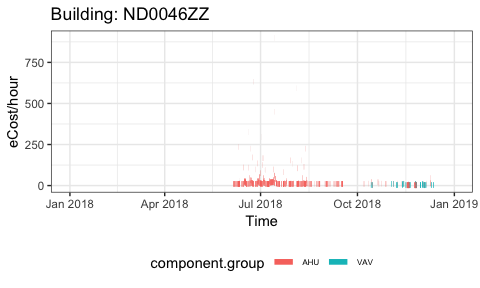 Building: ND0046ZZ
eCost/hour
750
500
250
0
Jan 2018 Apr 2018 Jul 2018 Oct 2018 Jan 2019
Time
component.group AHU VAV